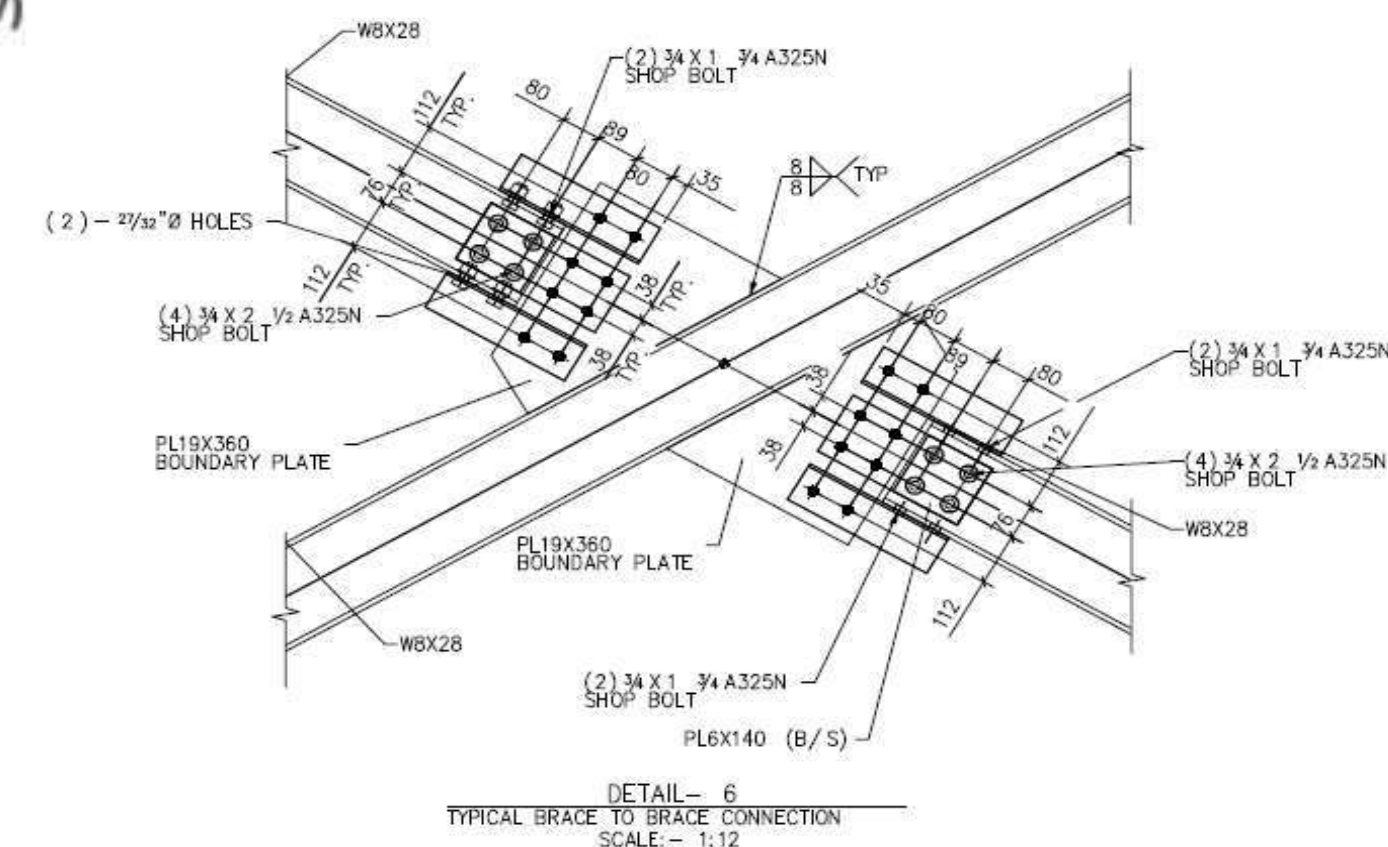 W8X28
(2) ¾ X 1 ¾ A325N
SHOP BOLT
112
TYP.
80
89
80
35
8
8
TYP
76
TYP.
(2) – 27/32"Ø HOLES
112
TYP.
38
TYP.
(4) ¾ X 2 ½ A325N
SHOP BOLT
38
TYP.
35
80
89
80
(2) ¾ X 1 ¾ A325N
SHOP BOLT
38
38
112
PL19X360
BOUNDARY PLATE
(4) ¾ X 2 ½ A325N
SHOP BOLT
76
W8X28
PL19X360
BOUNDARY PLATE
112
W8X28
(2) ¾ X 1 ¾ A325N
SHOP BOLT
PL6X140 (B/S)
DETAIL– 6
TYPICAL BRACE TO BRACE CONNECTION
SCALE:– 1:12